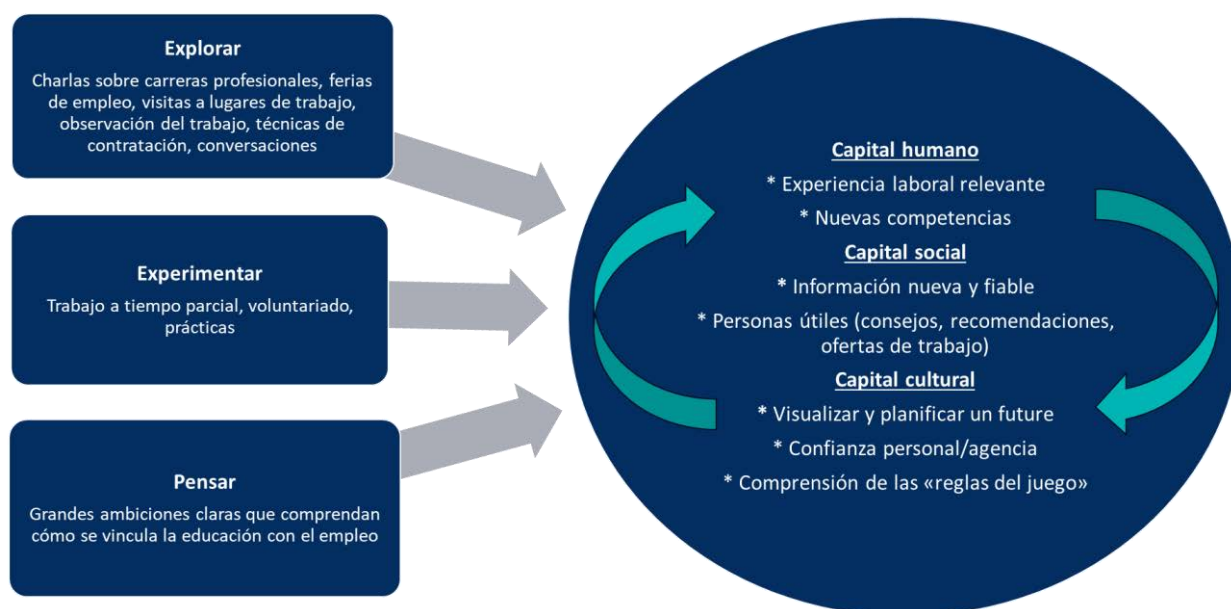 Explorar
Charlas sobre carreras profesionales, ferias
de empleo, visitas a lugares de trabajo,
observación del trabajo, técnicas de
contratación, conversaciones
Experimentar
Trabajo a tiempo parcial, voluntariado,
prácticas
Pensar
Grandes ambiciones claras que comprendan
cómo se vincula la educación con el empleo
Capital humano
* Experiencia laboral relevante
* Nuevas competencias
Capital social
* Información nueva y fiable
* Personas útiles (consejos, recomendaciones,
ofertas de trabajo)
Capital cultural
* Visualizar y planificar un future
* Confianza personal/agencia
* Comprensión de las «reglas del juego»